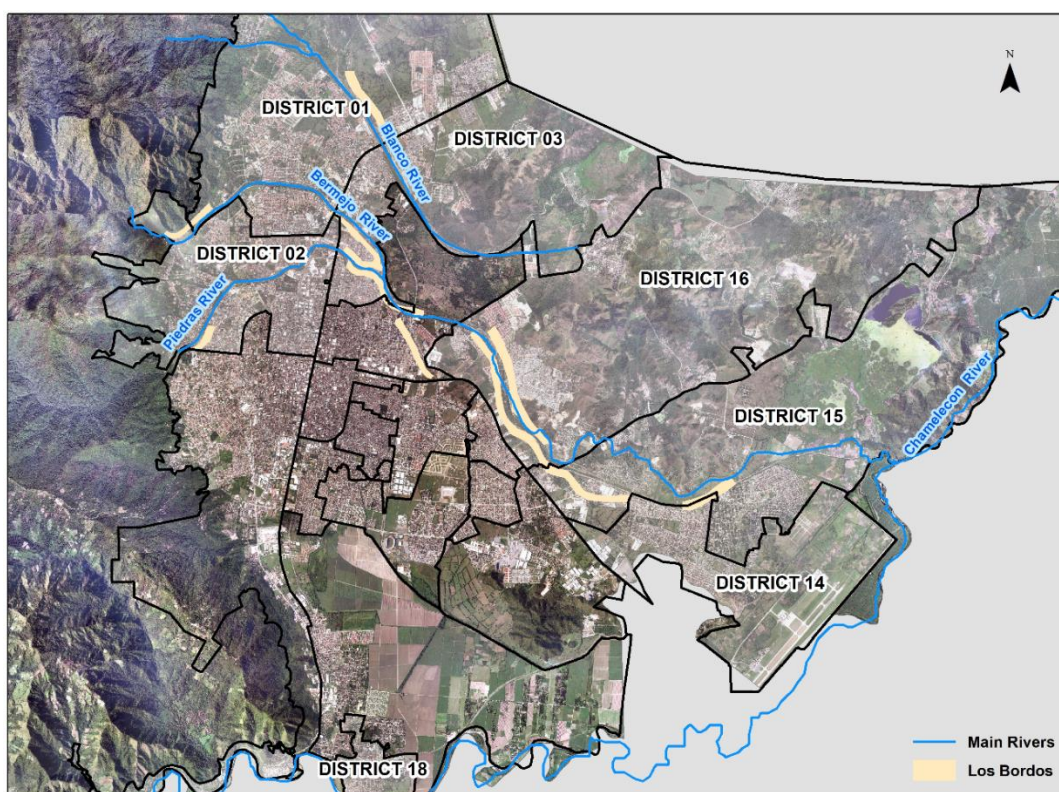 N
DISTRICT 01
DISTRICT 03
Blanco River
Bermejo River
DISTRICT 02
DISTRICT 16
Piedras River
Chamelecon River
DISTRICT 15
DISTRICT 14
Main Rivers
Los Bordos
DISTRICT 18